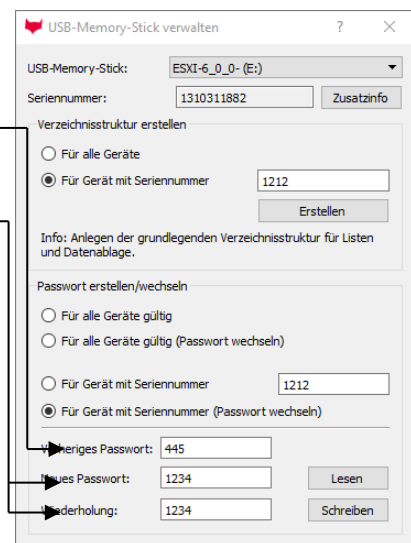 USB-Memory-Stick verwalten ?
USB-Memory-Stick: ESXI-6_0_0- (E:)
Seriennummer: 1310311882 Zusatzinfo
Verzeichnisstruktur erstellen
Für alle Geräte
Für Gerät mit Seriennummer 1212
Erstellen
Info: Anlegen der grundlegenden Verzeichnisstruktur für Listen
und Datenablage.
Passwort erstellen/wechseln
Für alle Geräte gültig
Für alle Geräte gültig (Passwort wechseln)
Für Gerät mit Seriennummer 1212
Für Gerät mit Seriennummer (Passwort wechseln)
Vorheriges Passwort: 445
Neues Passwort: 1234 Lesen
Wiederholung: 1234 Schreiben